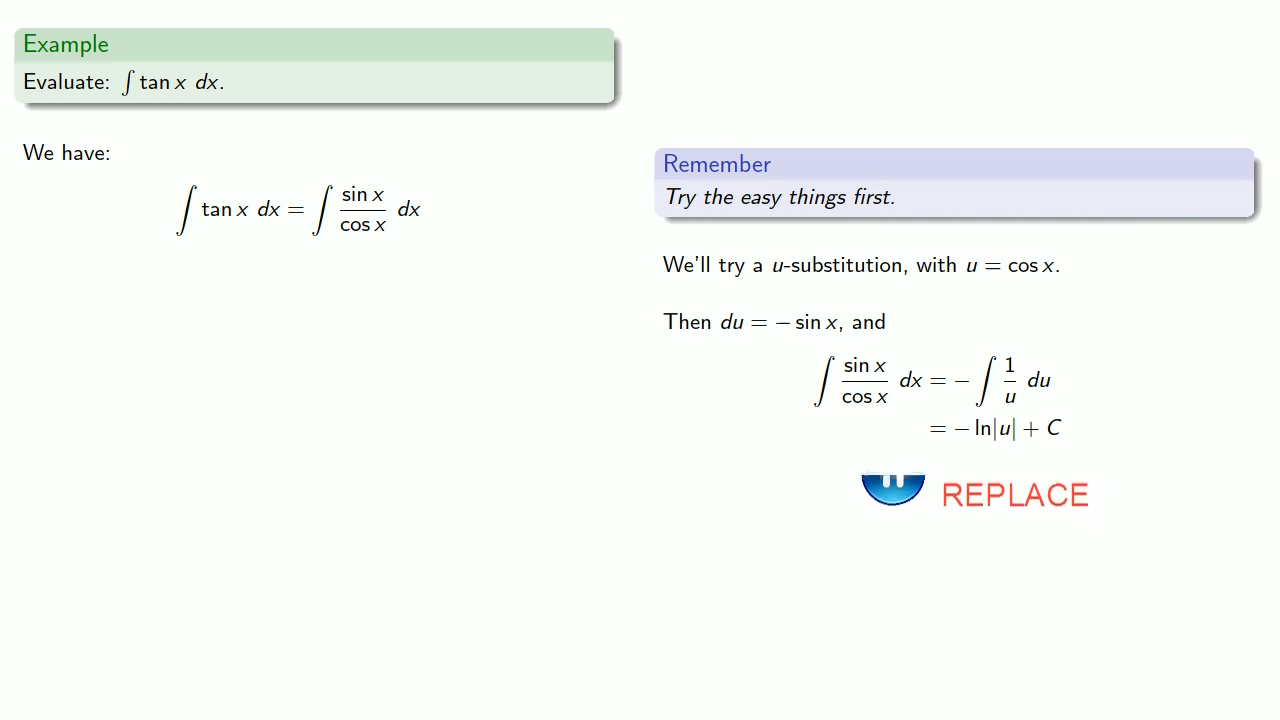 Example
Evaluate: ∫ tan x dx.
We have:
∫ tan x dx = ∫ sin x / cos x dx
Remember
Try the easy things first.
We'll try a u-substitution, with u = cos x.
Then du = − sin x, and
∫ sin x / cos x dx = − ∫ 1 / u du
= − ln|u| + C
REPLACE